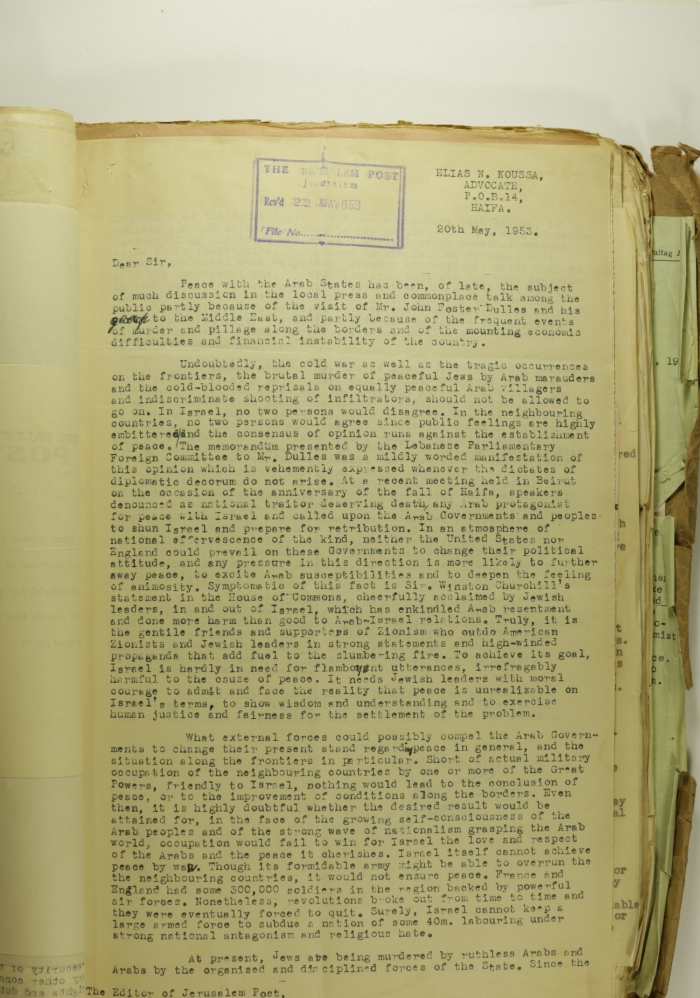 THE JERUSALEM POST
Jerusalem
Rev'd 22 MAY 1953
File No.
ELIAS N. KOUSSA,
ADVOCATE,
P.O.B.14,
HAIFA.
20th May, 1953.
Dear Sir,
Peace with the Arab States has been, of late, the subject
of much discussion in the local press and commonplace talk among the
public partly because of the visit of Mr. John Foster Dulles and his
to the Middle East, and partly because of the frequent events
of murder and pillage along the borders and of the mounting economic
difficulties and financial instability of the country.
Undoubtedly, the cold war as well as the tragic occurrences
on the frontiers, the brutal murder of peaceful Jews by Arab marauders
and the cold-blooded reprisals on equally peaceful Arab villagers
and indiscriminate shooting of infiltrators, should not be allowed to
go on. In Israel, no two persons would disagree. In the neighbouring
countries, no two persons would agree since public feelings are highly
embittered and the consensus of opinion runs against the establishment
of peace. The memorandum presented by the Lebanese Parliamentary
Foreign Committee to Mr. Dulles was a mildly worded manifestation of
this opinion which is vehemently expressed whenever the dictates of
diplomatic decorum do not arise. At a recent meeting held in Beirut
on the occasion of the anniversary of the fall of Haifa, speakers
denounced as national traitor deserving death, any Arab protagonist
for peace with Israel and called upon the Arab Governments and peoples
to shun Israel and prepare for retribution. In an atmosphere of
national effervescence of the kind, neither the United States nor
England could prevail on these Governments to change their political
attitude, and any pressure in this direction is more likely to further
away peace, to excite Arab susceptibilities and to deepen the feeling
of animosity. Symptomatic of this fact is Sir. Winston Churchill's
statement in the House of Commons, cheerfully acclaimed by Jewish
leaders, in and out of Israel, which has enkindled Arab resentment
and done more harm than good to Arab-Israel relations. Truly, it is
the gentile friends and supporters of Zionism who outdo American
Zionists and Jewish leaders in strong statements and high-winded
propaganda that add fuel to the slumbering fire. To achieve its goal,
Israel is hardly in need for flamboyant utterances, irrefragably
harmful to the cause of peace. It needs Jewish leaders with moral
courage to admit and face the reality that peace is unrealizable on
Israel's terms, to show wisdom and understanding and to exercise
human justice and fairness for the settlement of the problem.
What external forces could possibly compel the Arab Govern-
ments to change their present stand regarding peace in general, and the
situation along the frontiers in particular. Short of actual military
occupation of the neighbouring countries by one or more of the Great
Powers, friendly to Israel, nothing would lead to the conclusion of
peace, or to the improvement of conditions along the borders. Even
then, it is highly doubtful whether the desired result would be
attained for, in the face of the growing self-consciousness of the
Arab peoples and of the strong wave of nationalism grasping the Arab
world, occupation would fail to win for Israel the love and respect
of the Arabs and the peace it cherishes. Israel itself cannot achieve
peace by war. Though its formidable army might be able to overrun the
the neighbouring countries, it would not ensure peace. France and
England had some 300,000 soldiers in the region backed by powerful
air forces. Nonetheless, revolutions broke out from time to time and
they were eventually forced to quit. Surely, Israel cannot keep a
large armed force to subdue a nation of some 40m. labouring under
strong national antagonism and religious hate.
At present, Jews are being murdered by ruthless Arabs and
Arabs by the organised and disciplined forces of the State. Since the
The Editor of Jerusalem Post.